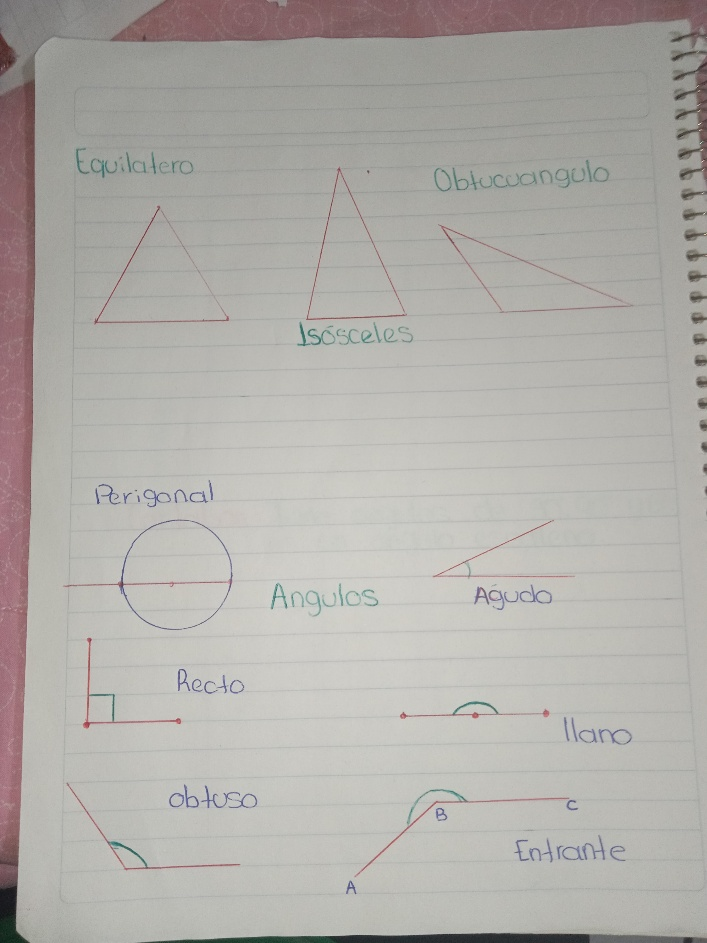 Equilatero
Obtucuangulo
Isósceles
Perigonal
Angulos
Agudo
Recto
llano
obtuso
B
C
Entrante
A